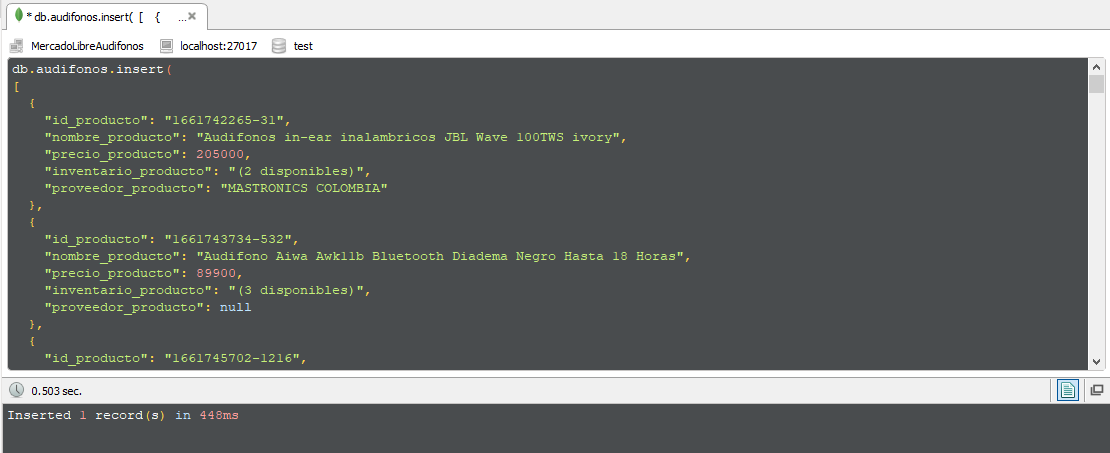 * db.audifonos.insert( [ { ...
MercadoLibreAudifonos localhost:27017 test
db.audifonos.insert(
[
  {
    "id_producto": "1661742265-31",
    "nombre_producto": "Audifonos in-ear inalambricos JBL Wave 100TWS ivory",
    "precio_producto": 205000,
    "inventario_producto": "(2 disponibles)",
    "proveedor_producto": "MASTRONICS COLOMBIA"
  },
  {
    "id_producto": "1661743734-532",
    "nombre_producto": "Audifono Aiwa Awk11b Bluetooth Diadema Negro Hasta 18 Horas",
    "precio_producto": 89900,
    "inventario_producto": "(3 disponibles)",
    "proveedor_producto": null
  },
  {
    "id_producto": "1661745702-1216",
0.503 sec.
Inserted 1 record(s) in 448ms